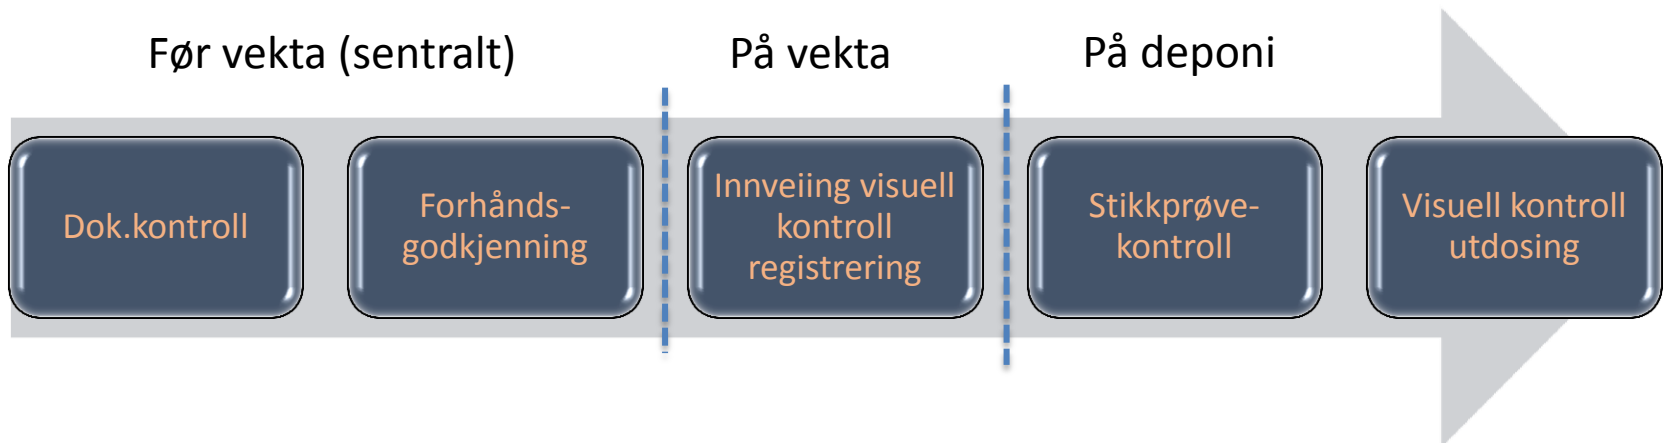 Før vekta (sentralt)
På vekta
På deponi
Dok.kontroll
Forhånds-
godkjenning
Innveiing visuell
kontroll
registrering
Stikkprøve-
kontroll
Visuell kontroll
utdosing